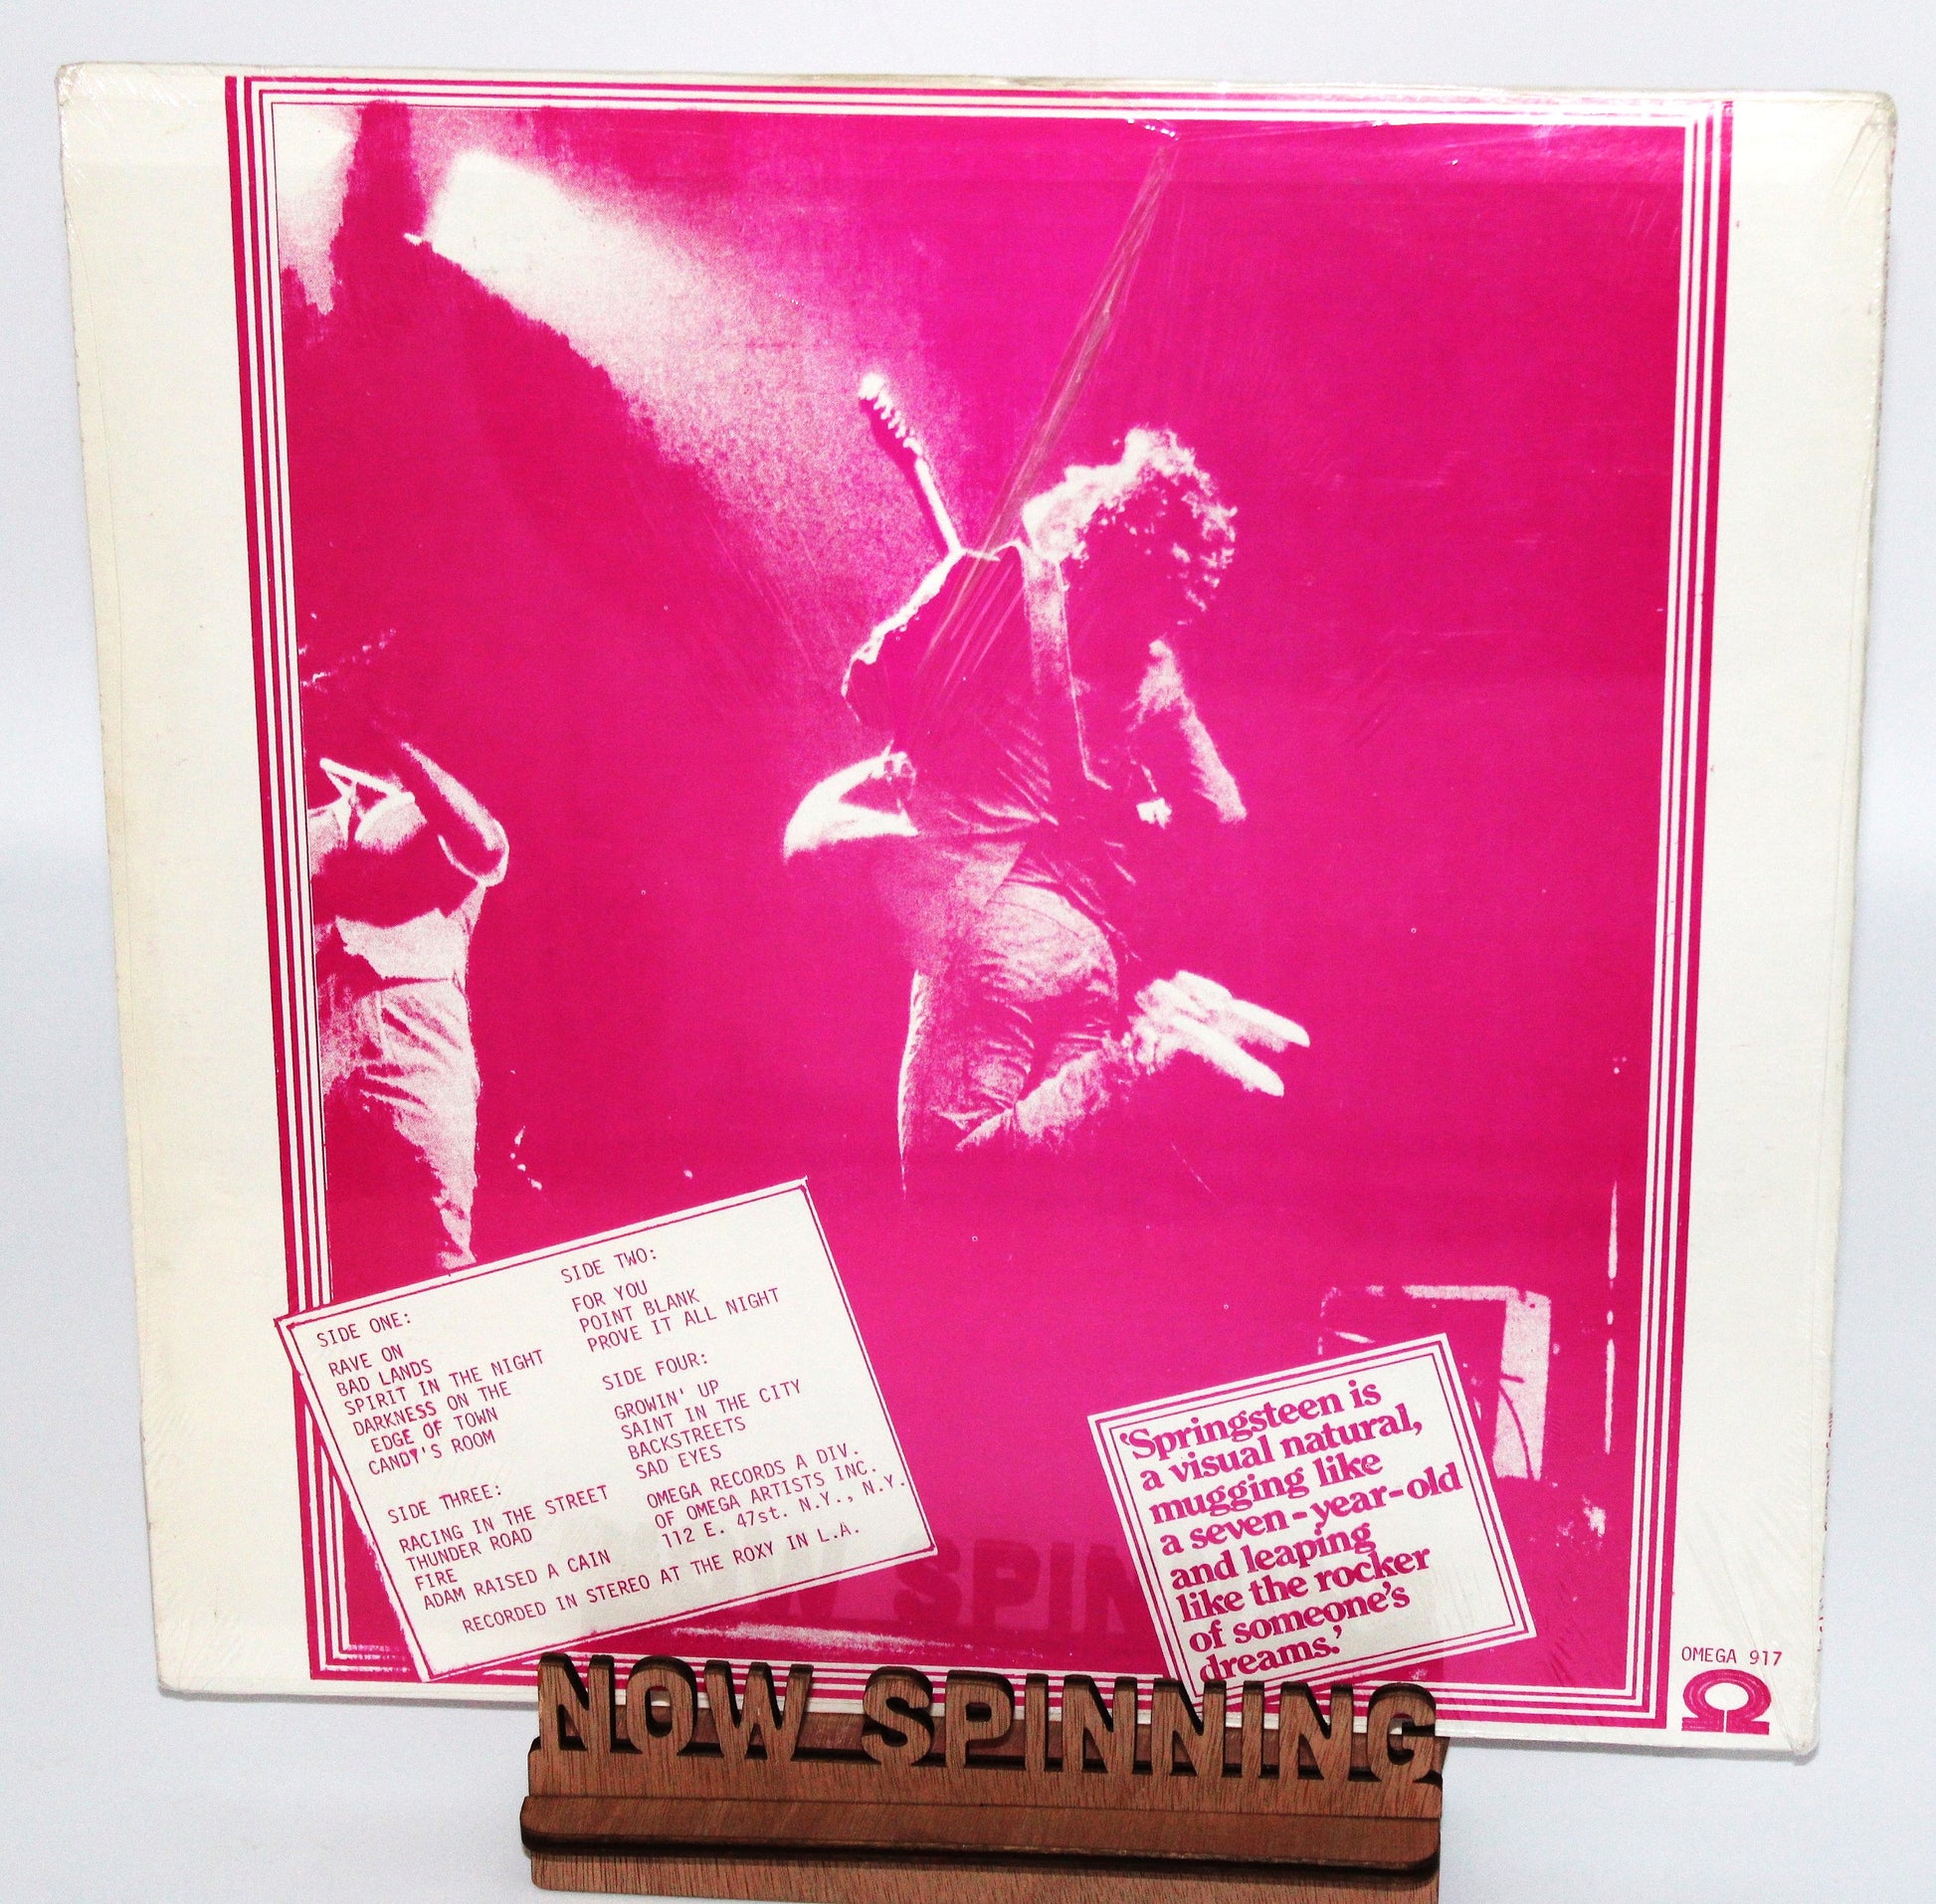 SIDE ONE:
RAVE ON
BAD LANDS
SPIRIT IN THE NIGHT
DARKNESS ON THE
EDGE OF TOWN
CANDY'S ROOM
SIDE TWO:
FOR YOU
POINT BLANK
PROVE IT ALL NIGHT
SIDE THREE:
RACING IN THE STREET
THUNDER ROAD
FIRE
ADAM RAISED A CAIN
SIDE FOUR:
GROWIN' UP
SAINT IN THE CITY
BACKSTREETS
SAD EYES
OMEGA RECORDS A DIV.
OF OMEGA ARTISTS INC.
112 E. 47st. N.Y., N.Y.
RECORDED IN STEREO AT THE ROXY IN L.A.
'Springsteen is
a visual natural,
mugging like
a seven-year-old
and leaping
like the rocker
of someone's
dreams.'
OMEGA 917
NOW SPINNING